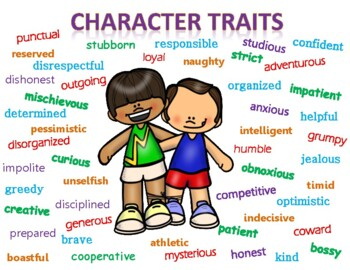 CHARACTER TRAITS
punctual
stubborn
responsible
studious
confident
reserved
loyal
naughty
strict
adventurous
disrespectful
dishonest
outgoing
organized
impatient
mischievous
anxious
determined
helpful
pessimistic
intelligent
grumpy
disorganized
humble
curious
jealous
impolite
obnoxious
unselfish
timid
greedy
competitive
optimistic
creative
disciplined
indecisive
generous
patient
coward
prepared
brave
athletic
honest
bossy
boastful
cooperative
mysterious
kind